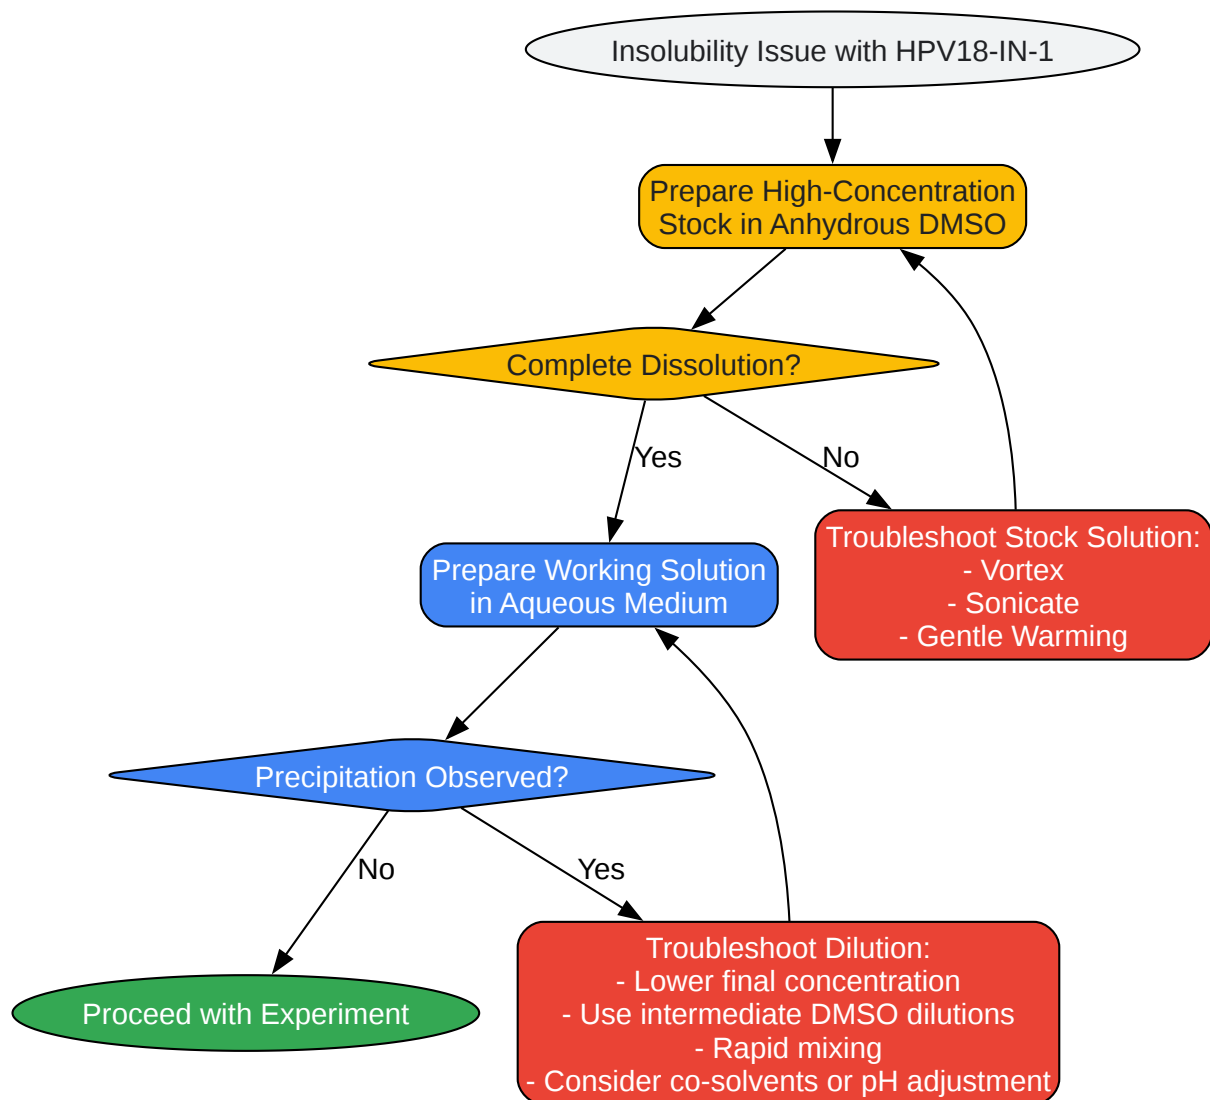 Insolubility Issue with HPV18-IN-1
Prepare High-Concentration
Stock in Anhydrous DMSO
Complete Dissolution?
Yes
No
Troubleshoot Stock Solution:
- Vortex
- Sonicate
- Gentle Warming
Prepare Working Solution
in Aqueous Medium
Precipitation Observed?
No
Yes
Troubleshoot Dilution:
- Lower final concentration
- Use intermediate DMSO dilutions
- Rapid mixing
- Consider co-solvents or pH adjustment
Proceed with Experiment